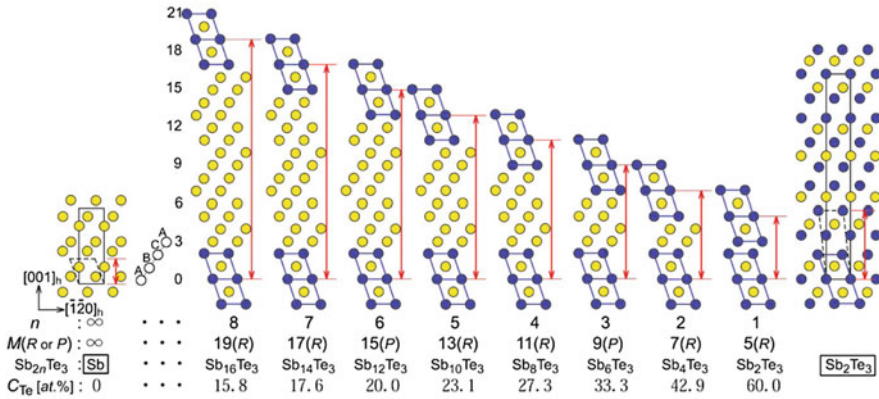 21
18
15
12
9
6
3
0
A
C
B
A
[001]h
[1̄2̄0]h
n : ∞ · · · 8 7 6 5 4 3 2 1
M(R or P) : ∞ · · · 19(R) 17(R) 15(P) 13(R) 11(R) 9(P) 7(R) 5(R)
Sb2nTe3 : Sb · · · Sb16Te3 Sb14Te3 Sb12Te3 Sb10Te3 Sb8Te3 Sb6Te3 Sb4Te3 Sb2Te3 Sb2Te3
CTe [at.%] : 0 · · · 15.8 17.6 20.0 23.1 27.3 33.3 42.9 60.0